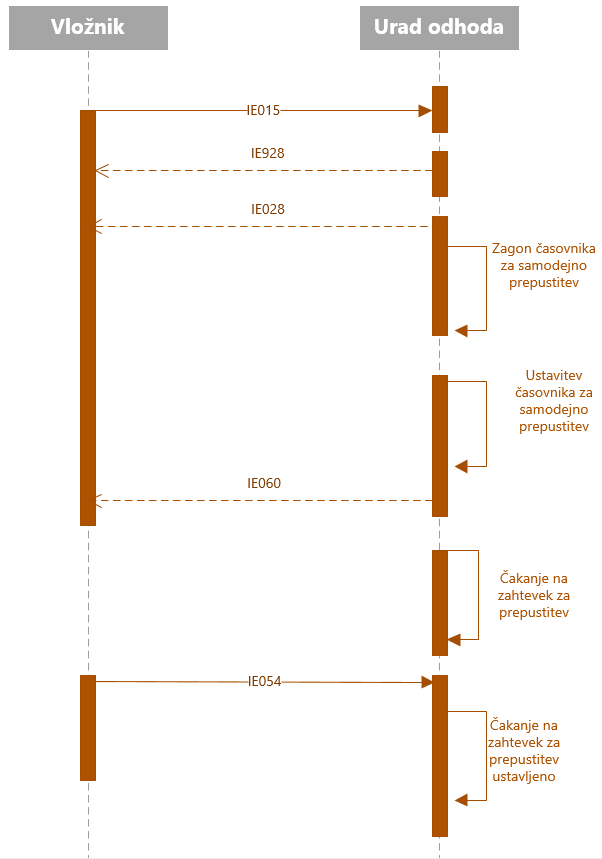 Vložnik
Urad odhoda
IE015
IE928
IE028
Zagon časovnika
za samodejno
prepustitev
Ustavitev
časovnika za
samodejno
prepustitev
IE060
Čakanje na
zahtevek za
prepustitev
IE054
Čakanje na
zahtevek za
prepustitev
ustavljeno